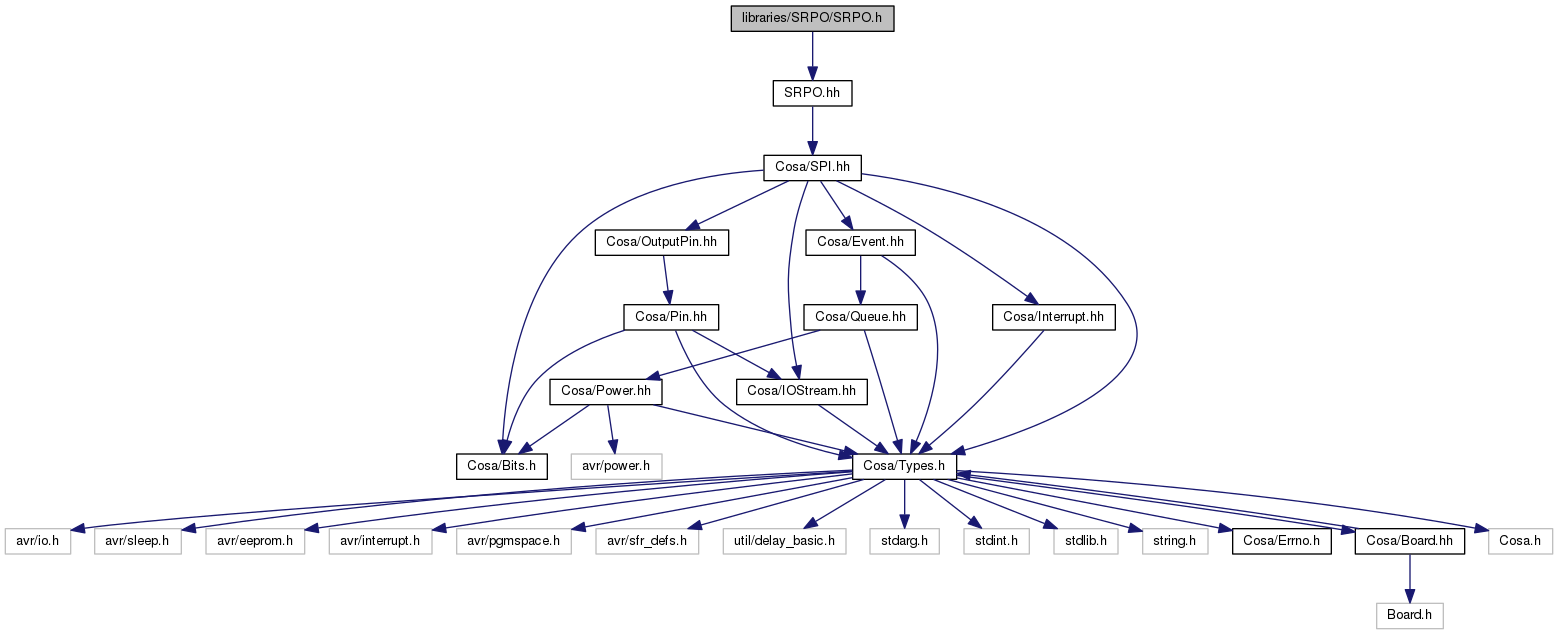 libraries/SRPO/SRPO.h
SRPO.hh
Cosa/SPI.hh
Cosa/OutputPin.hh
Cosa/Event.hh
Cosa/Pin.hh
Cosa/Queue.hh
Cosa/Interrupt.hh
Cosa/Power.hh
Cosa/IOStream.hh
Cosa/Bits.h
avr/power.h
Cosa/Types.h
avr/io.h
avr/sleep.h
avr/eeprom.h
avr/interrupt.h
avr/pgmspace.h
avr/sfr_defs.h
util/delay_basic.h
stdarg.h
stdint.h
stdlib.h
string.h
Cosa/Errno.h
Cosa/Board.hh
Cosa.h
Board.h